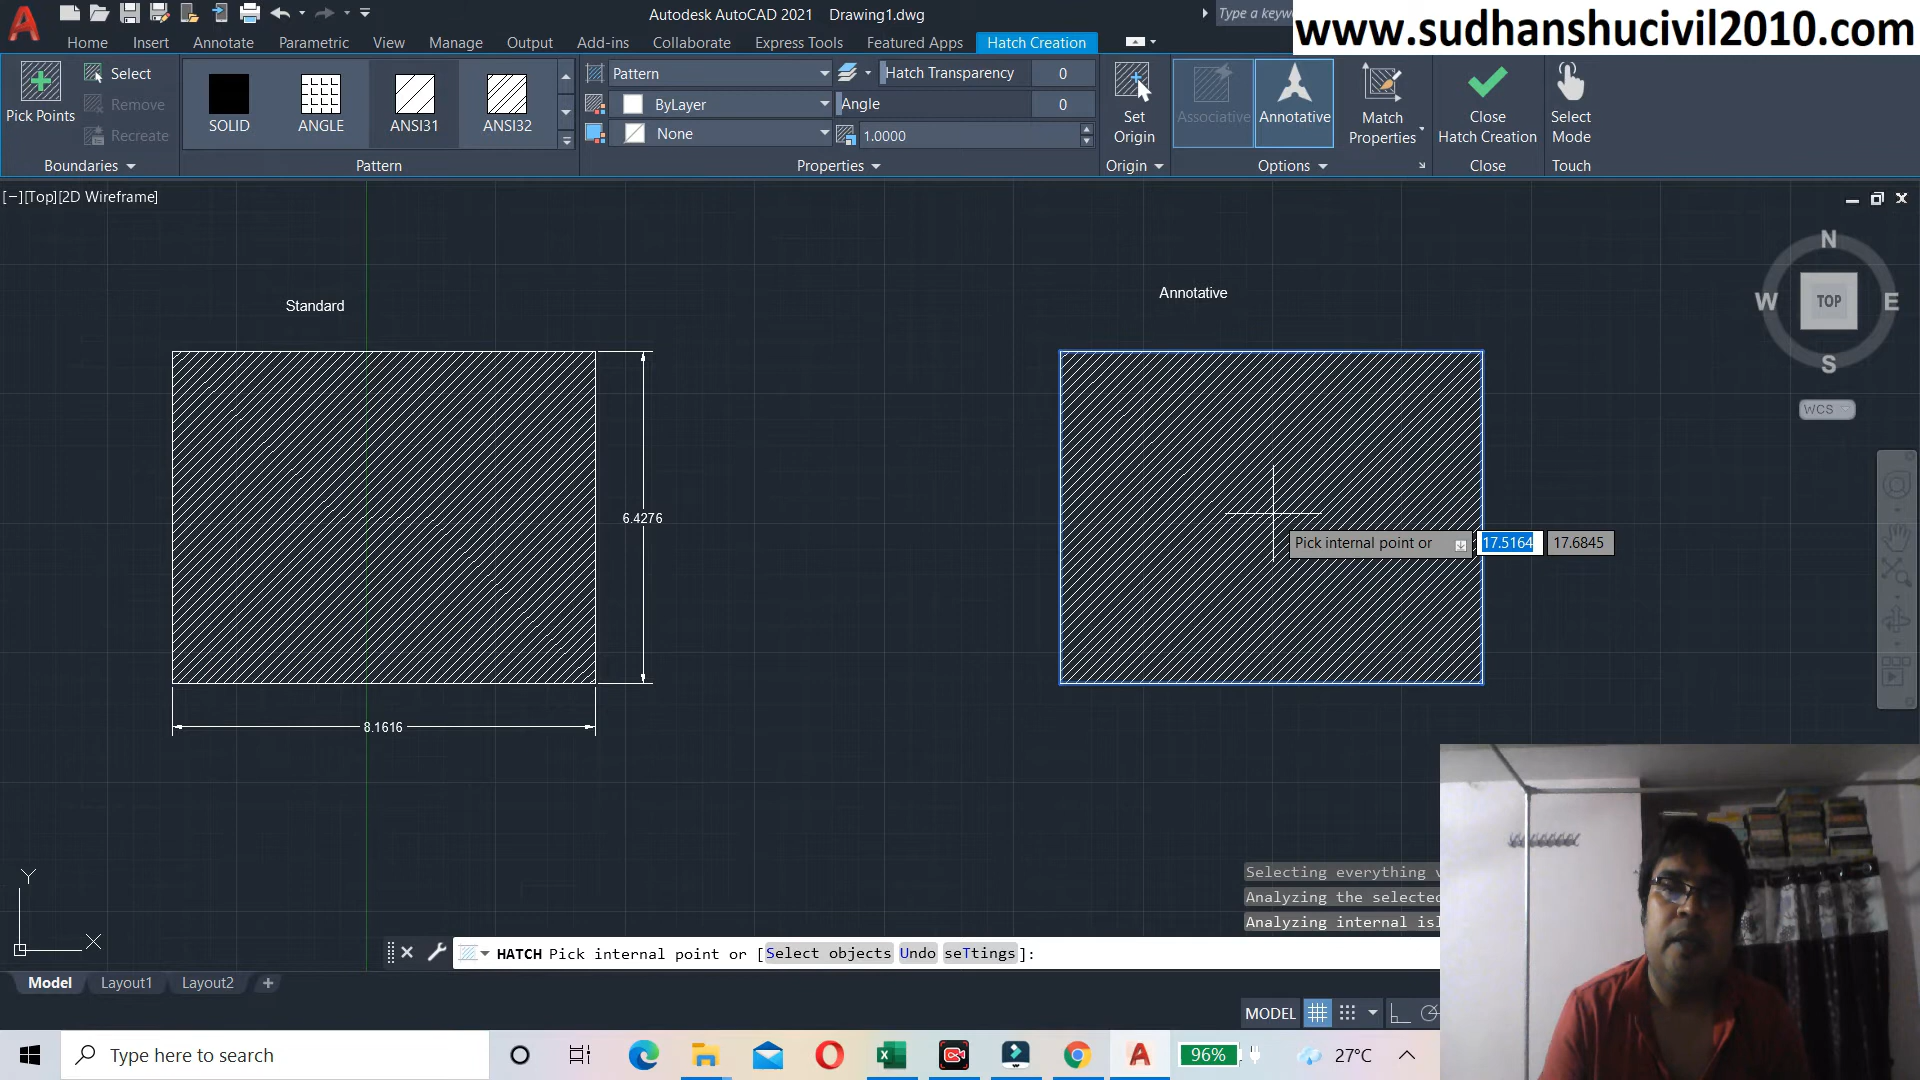 Autodesk AutoCAD 2021 Drawing1.dwg
Type a keyw
www.sudhanshucivil2010.com
Home Insert Annotate Parametric View Manage Output Add-ins Collaborate Express Tools Featured Apps Hatch Creation
Pick Points
Select
Remove
Recreate
Boundaries
SOLID
ANGLE
ANSI31
ANSI32
Pattern
Pattern
ByLayer
None
Hatch Transparency 0
Angle 0
1.0000
Properties
Set
Origin
Origin
Associative
Annotative
Match
Properties
Options
Close
Hatch Creation
Close
Select
Mode
Touch
[−][Top][2D Wireframe]
Standard
Annotative
N
W TOP E
S
WCS
6.4276
8.1616
Pick internal point or 17.5164 17.6845
Y
X
Selecting everything
Analyzing the selected
Analyzing internal isl
HATCH Pick internal point or [Select objects Undo seTtings]:
Model Layout1 Layout2 +
MODEL
Type here to search
96%
27°C